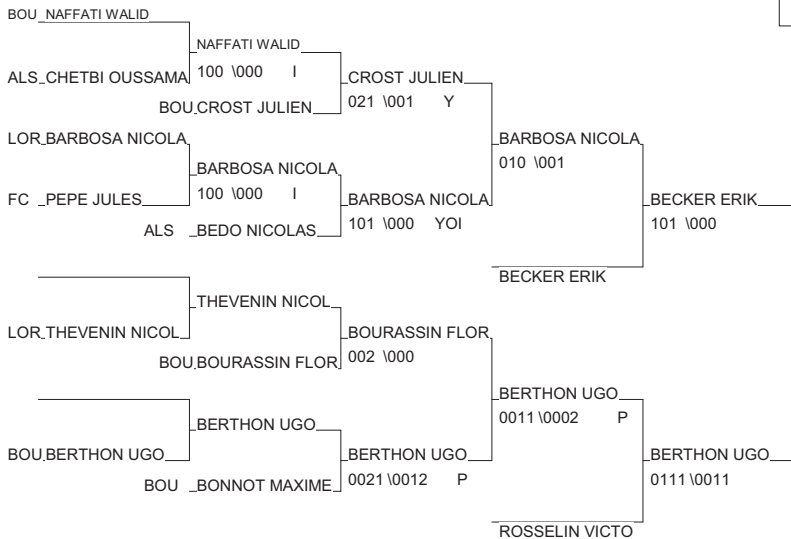 BOU NAFFATI WALID
NAFFATI WALID
ALS CHETBI OUSSAMA
100 \000 I
CROST JULIEN
BOU CROST JULIEN
021 \001 Y
LOR BARBOSA NICOLA
BARBOSA NICOLA
010 \001
BARBOSA NICOLA
FC PEPE JULES
100 \000 I
BARBOSA NICOLA
BECKER ERIK
ALS BEDO NICOLAS
101 \000 YOI
101 \000
BECKER ERIK
THEVENIN NICOL
LOR THEVENIN NICOL
BOURASSIN FLOR
BOU BOURASSIN FLOR
002 \000
BERTHON UGO
0011 \0002 P
BERTHON UGO
BOU BERTHON UGO
BERTHON UGO
BERTHON UGO
BOU BONNOT MAXIME
0021 \0012 P
0111 \0011
ROSSELIN VICTO